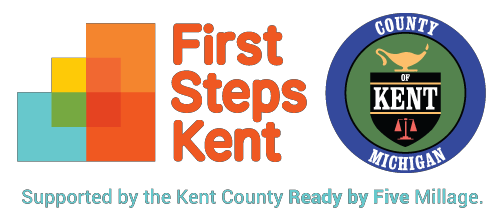 First
Steps
Kent
COUNTY
OF
KENT
MICHIGAN
Supported by the Kent County Ready by Five Millage.